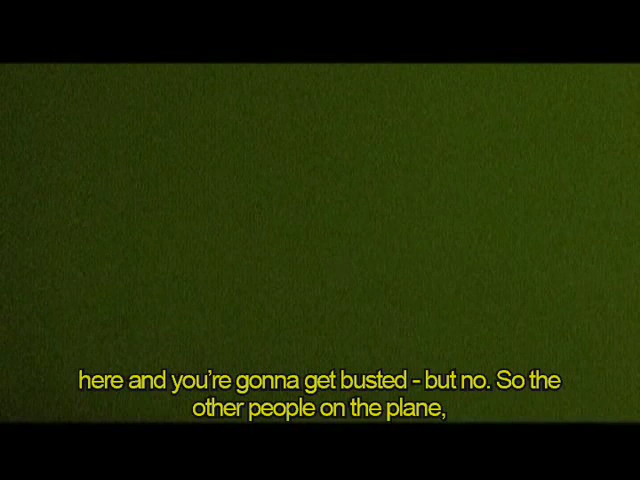 here and you're gonna get busted - but no. So the
other people on the plane,